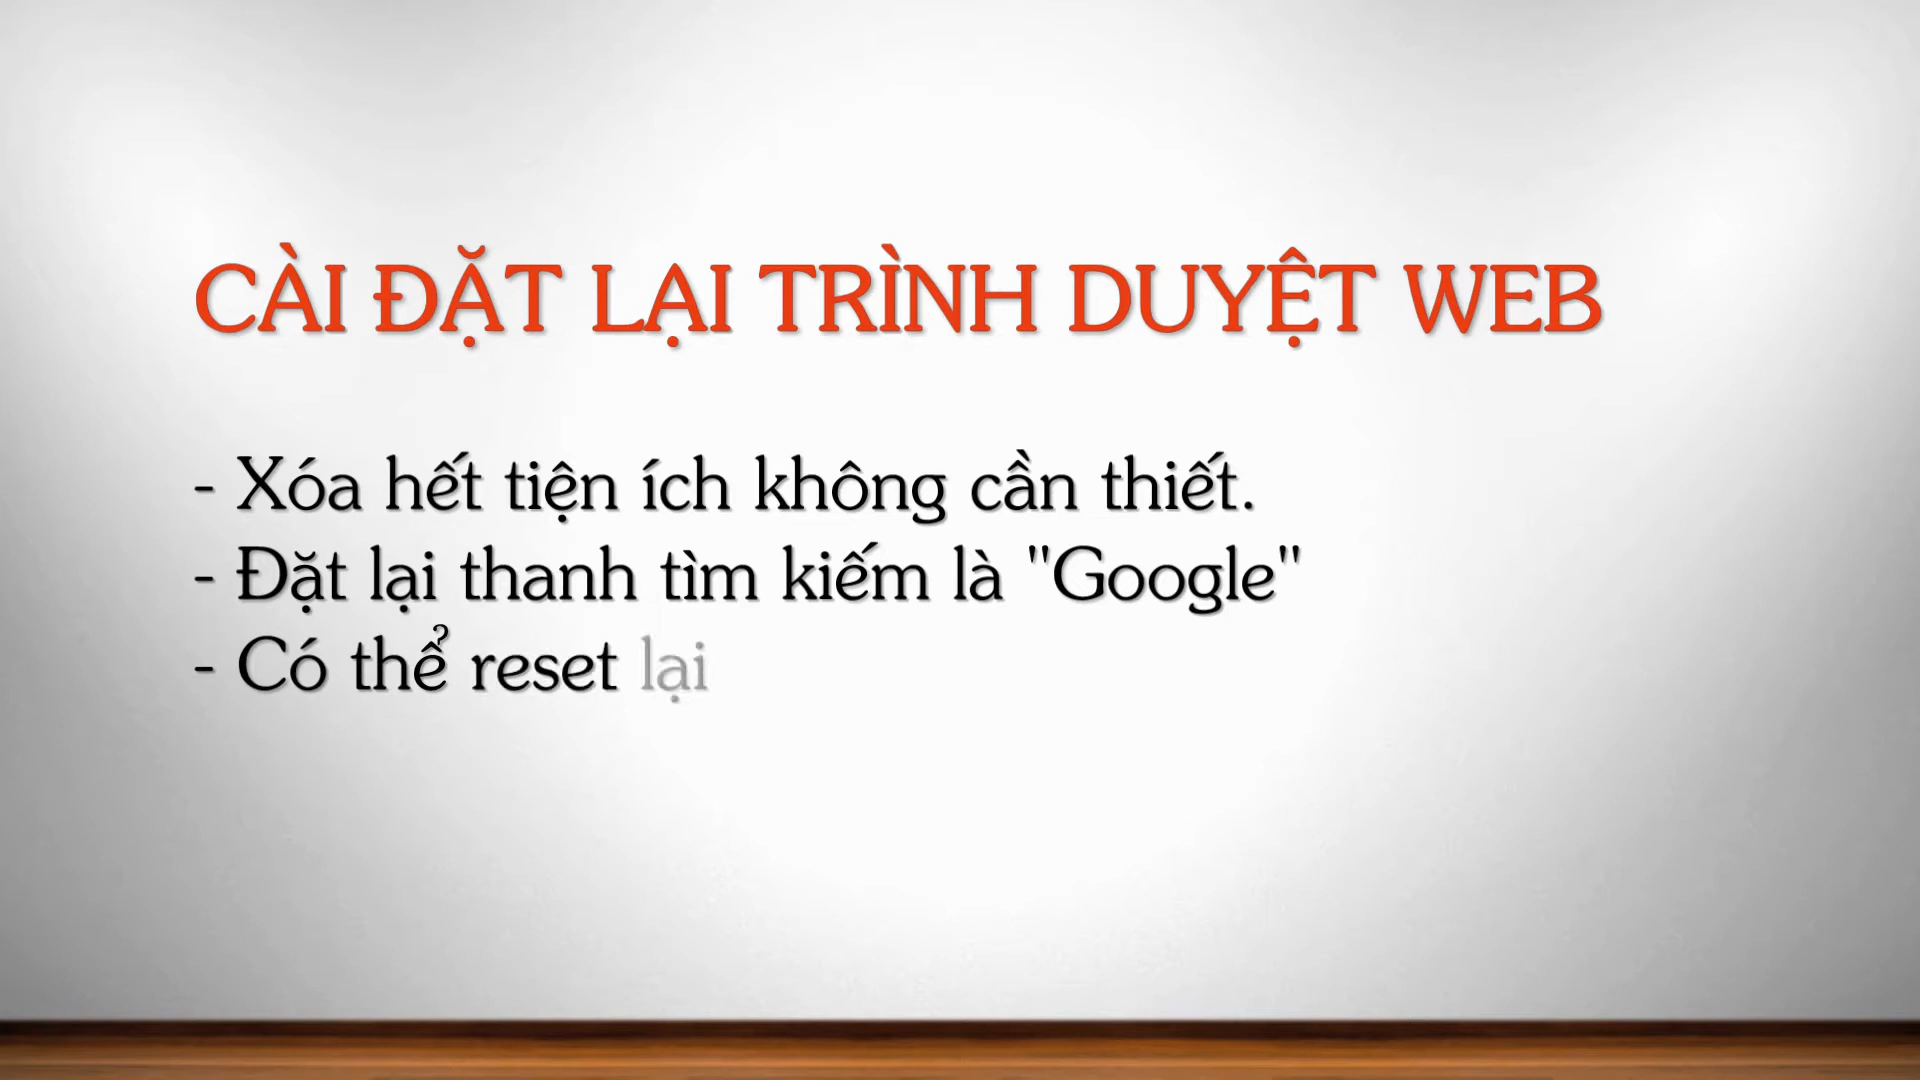 CÀI ĐẶT LẠI TRÌNH DUYỆT WEB
- Xóa hết tiện ích không cần thiết.
- Đặt lại thanh tìm kiếm là "Google"
- Có thể reset lại